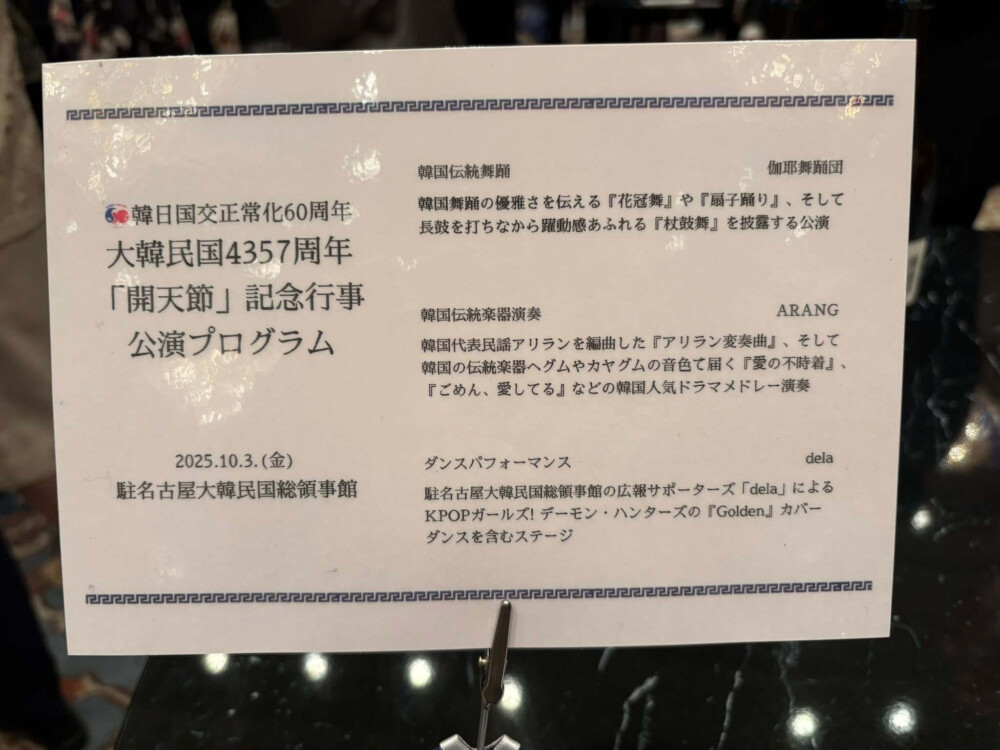 韓日国交正常化60周年
大韓民国4357周年
「開天節」記念行事
公演プログラム
2025.10.3.(金)
駐名古屋大韓民国総領事館
韓国伝統舞踊 伽耶舞踊団
韓国舞踊の優雅さを伝える『花冠舞』や『扇子踊り』、そして
長鼓を打ちなから躍動感あふれる『杖鼓舞』を披露する公演
韓国伝統楽器演奏 ARANG
韓国代表民謡アリランを編曲した『アリラン変奏曲』、そして
韓国の伝統楽器ヘグムやカヤグムの音色て届く『愛の不時着』、
『ごめん、愛してる』などの韓国人気ドラマメドレー演奏
ダンスパフォーマンス dela
駐名古屋大韓民国総領事館の広報サポーターズ「dela」による
KPOPガールズ! デーモン・ハンターズの『Golden』カバー
ダンスを含むステージ